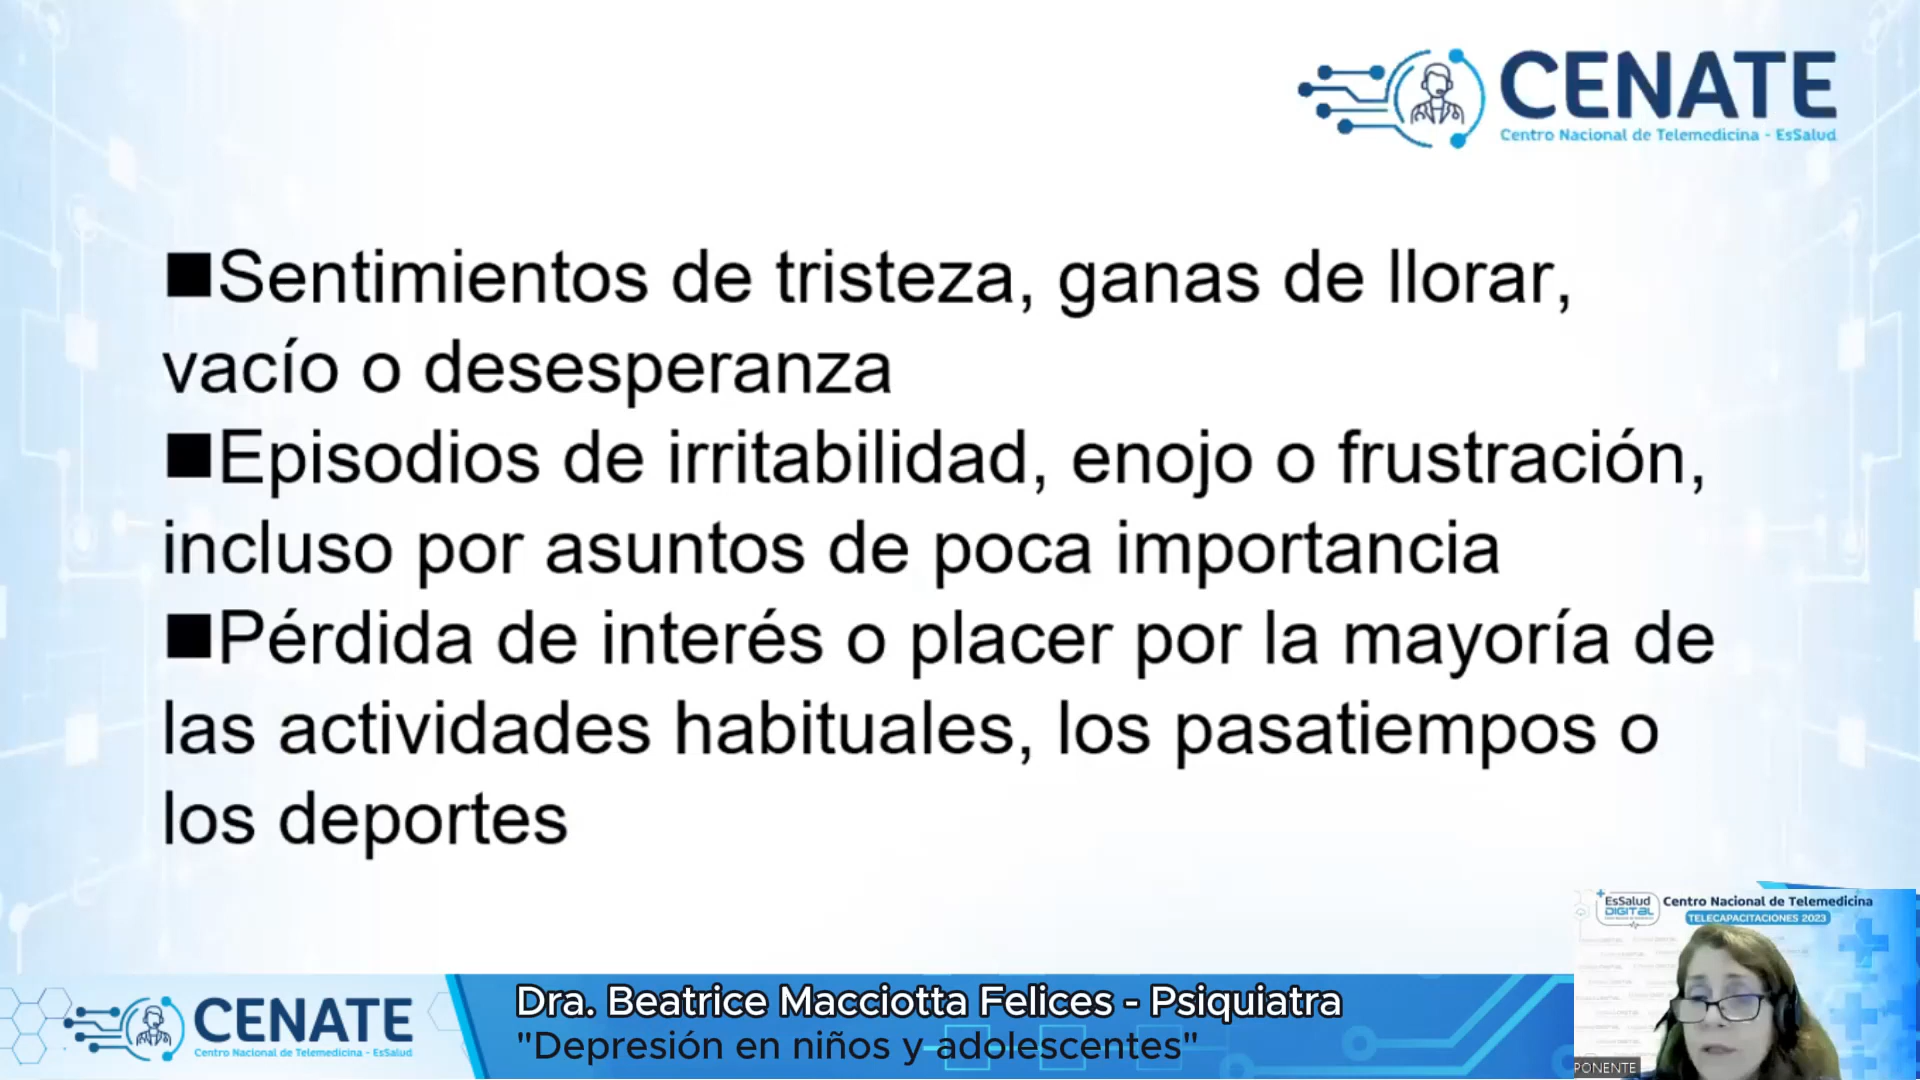 CENATE
Centro Nacional de Telemedicina - EsSalud
■Sentimientos de tristeza, ganas de llorar,
vacío o desesperanza
■Episodios de irritabilidad, enojo o frustración,
incluso por asuntos de poca importancia
■Pérdida de interés o placer por la mayoría de
las actividades habituales, los pasatiempos o
los deportes
EsSalud
DIGITAL
Centro Nacional de Telemedicina
TELECAPACITACIONES 2023
PONENTE
CENATE
Centro Nacional de Telemedicina - EsSalud
Dra. Beatrice Macciotta Felices - Psiquiatra
"Depresión en niños y adolescentes"